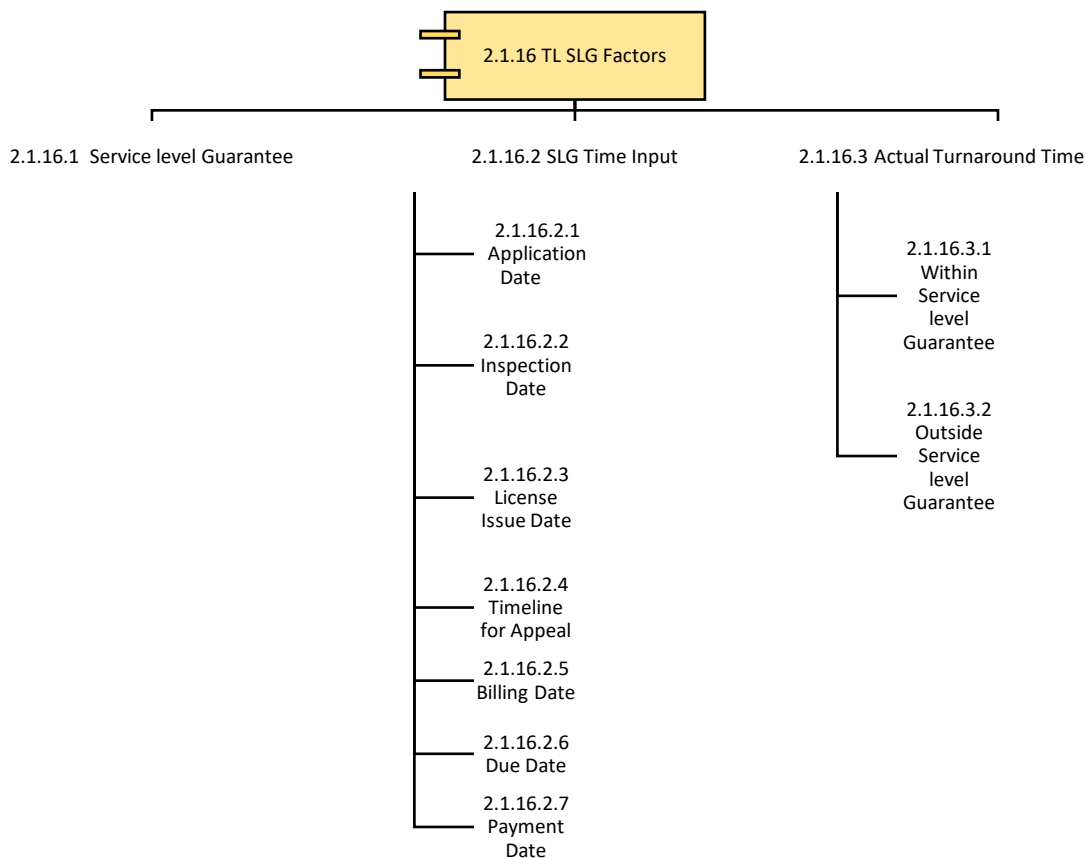 2.1.16 TL SLG Factors
2.1.16.1 Service level Guarantee
2.1.16.2 SLG Time Input
2.1.16.3 Actual Turnaround Time
2.1.16.2.1
Application
Date
2.1.16.2.2
Inspection
Date
2.1.16.2.3
License
Issue Date
2.1.16.2.4
Timeline
for Appeal
2.1.16.2.5
Billing Date
2.1.16.2.6
Due Date
2.1.16.2.7
Payment
Date
2.1.16.3.1
Within
Service
level
Guarantee
2.1.16.3.2
Outside
Service
level
Guarantee